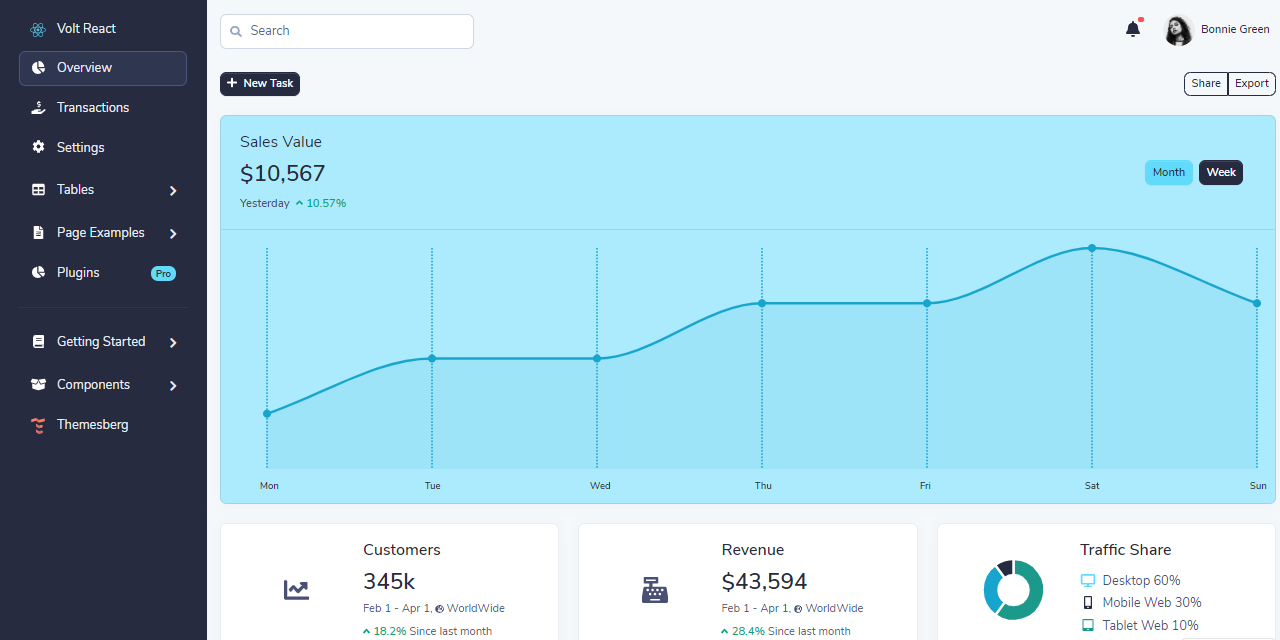 Volt React
Overview
Transactions
Settings
Tables
Page Examples
Plugins Pro
Getting Started
Components
Themesberg
Search
Bonnie Green
New Task
Share Export
Sales Value
$10,567
Yesterday 10.57%
Month Week
Mon Tue Wed Thu Fri Sat Sun
Customers
345k
Feb 1 - Apr 1, WorldWide
18.2% Since last month
Revenue
$43,594
Feb 1 - Apr 1, WorldWide
28.4% Since last month
Traffic Share
Desktop 60%
Mobile Web 30%
Tablet Web 10%